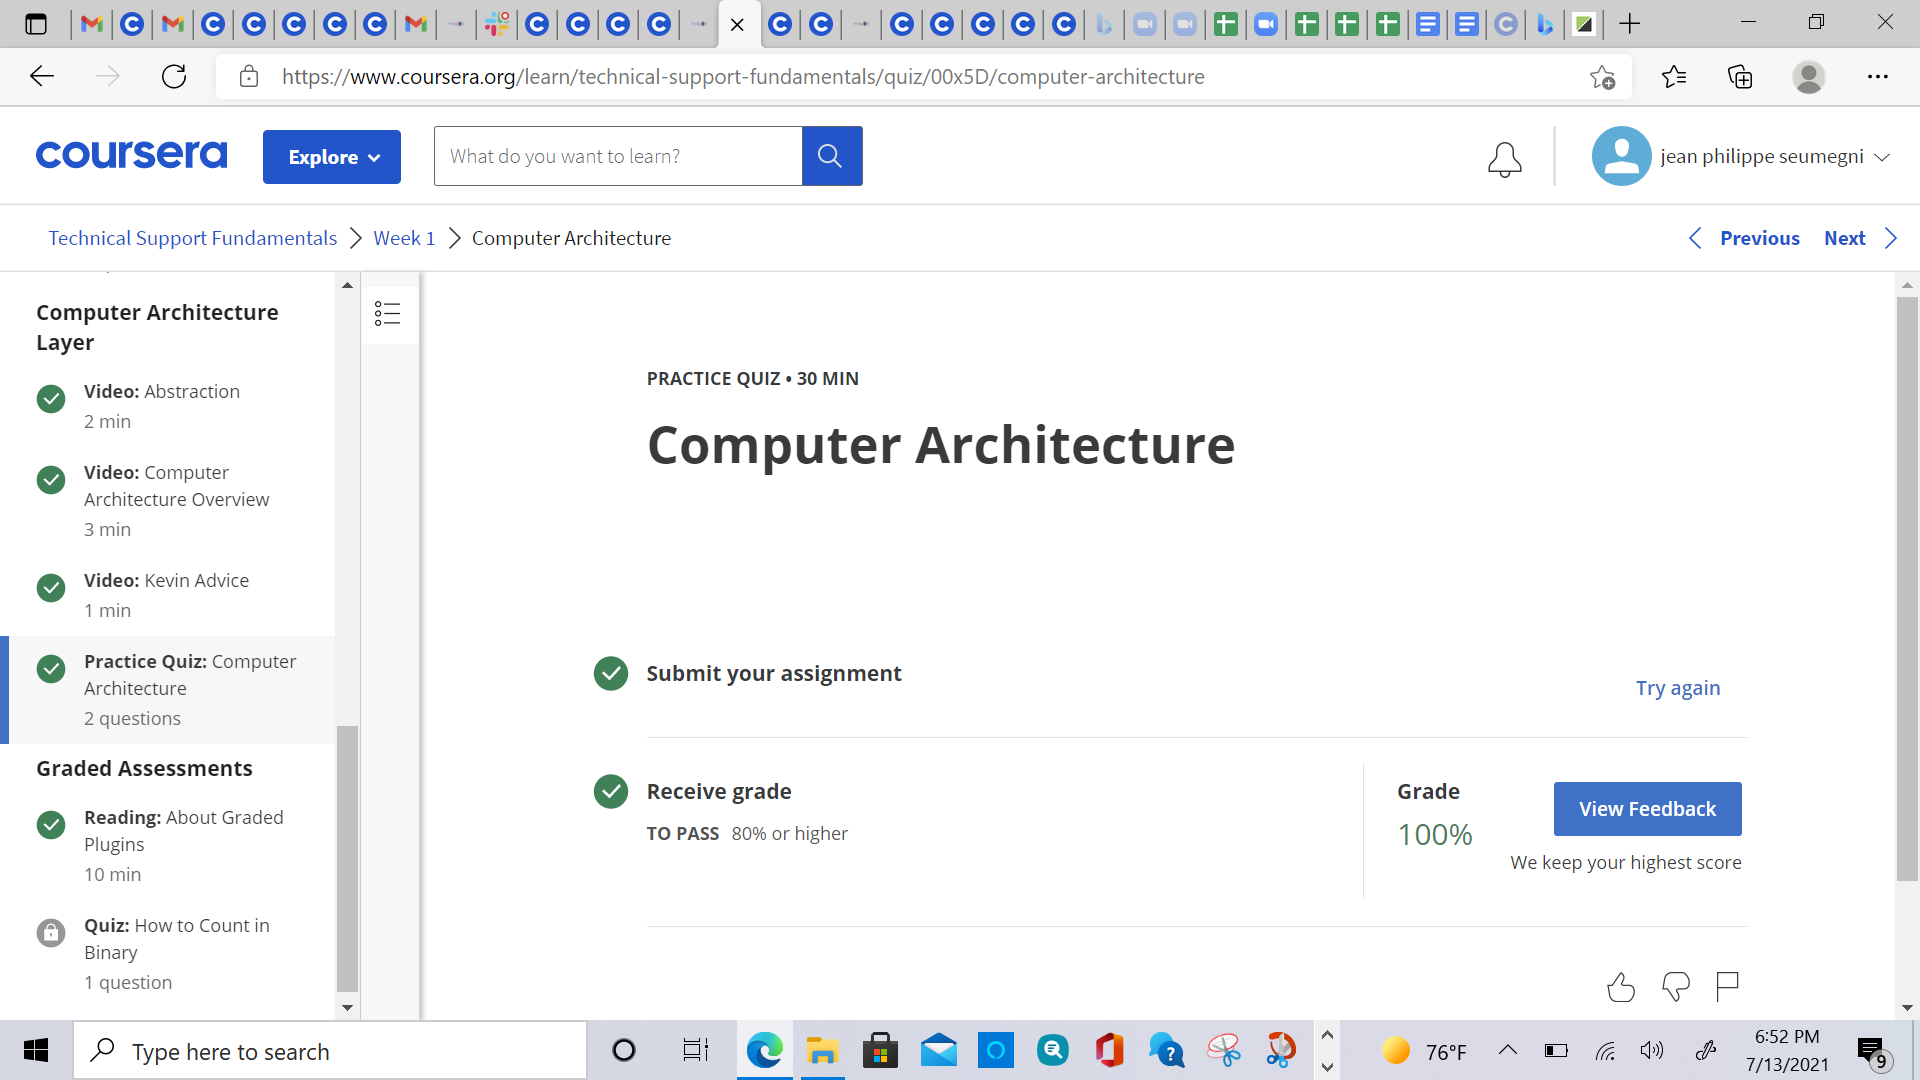 https://www.coursera.org/learn/technical-support-fundamentals/quiz/00x5D/computer-architecture
coursera
Explore
What do you want to learn?
jean philippe seumegni
Technical Support Fundamentals
Week 1
Computer Architecture
Previous
Next
Computer Architecture
Layer
Video: Abstraction
2 min
Video: Computer
Architecture Overview
3 min
Video: Kevin Advice
1 min
Practice Quiz: Computer
Architecture
2 questions
Graded Assessments
Reading: About Graded
Plugins
10 min
Quiz: How to Count in
Binary
1 question
PRACTICE QUIZ • 30 MIN
Computer Architecture
Submit your assignment
Try again
Receive grade
TO PASS 80% or higher
Grade
100%
View Feedback
We keep your highest score
Type here to search
76°F
6:52 PM
7/13/2021
9